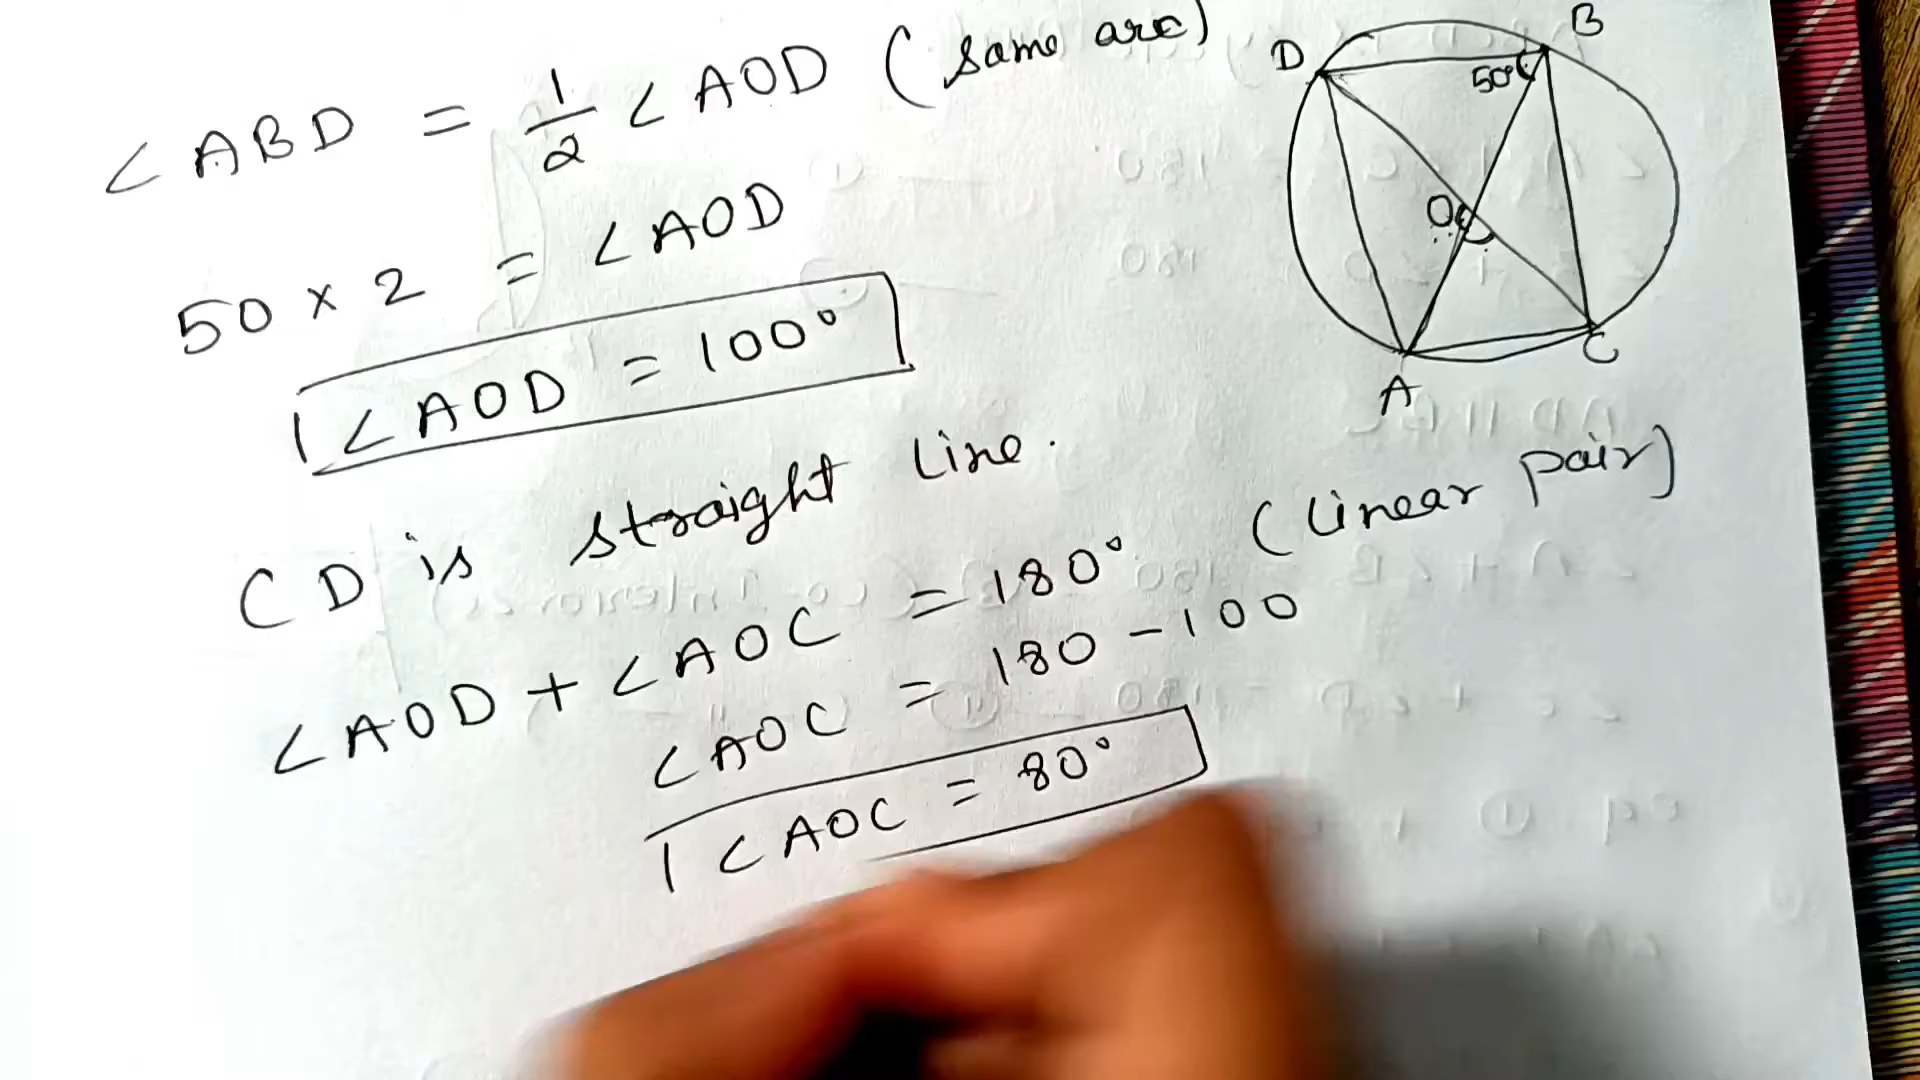 ∠ABD = 1/2 ∠AOD (same arc)
50 × 2 = ∠AOD
∠AOD = 100°
CD is straight line.
∠AOD + ∠AOC = 180° (linear pair)
∠AOC = 180 - 100
∠AOC = 80°
D
B
50°
O
C
A